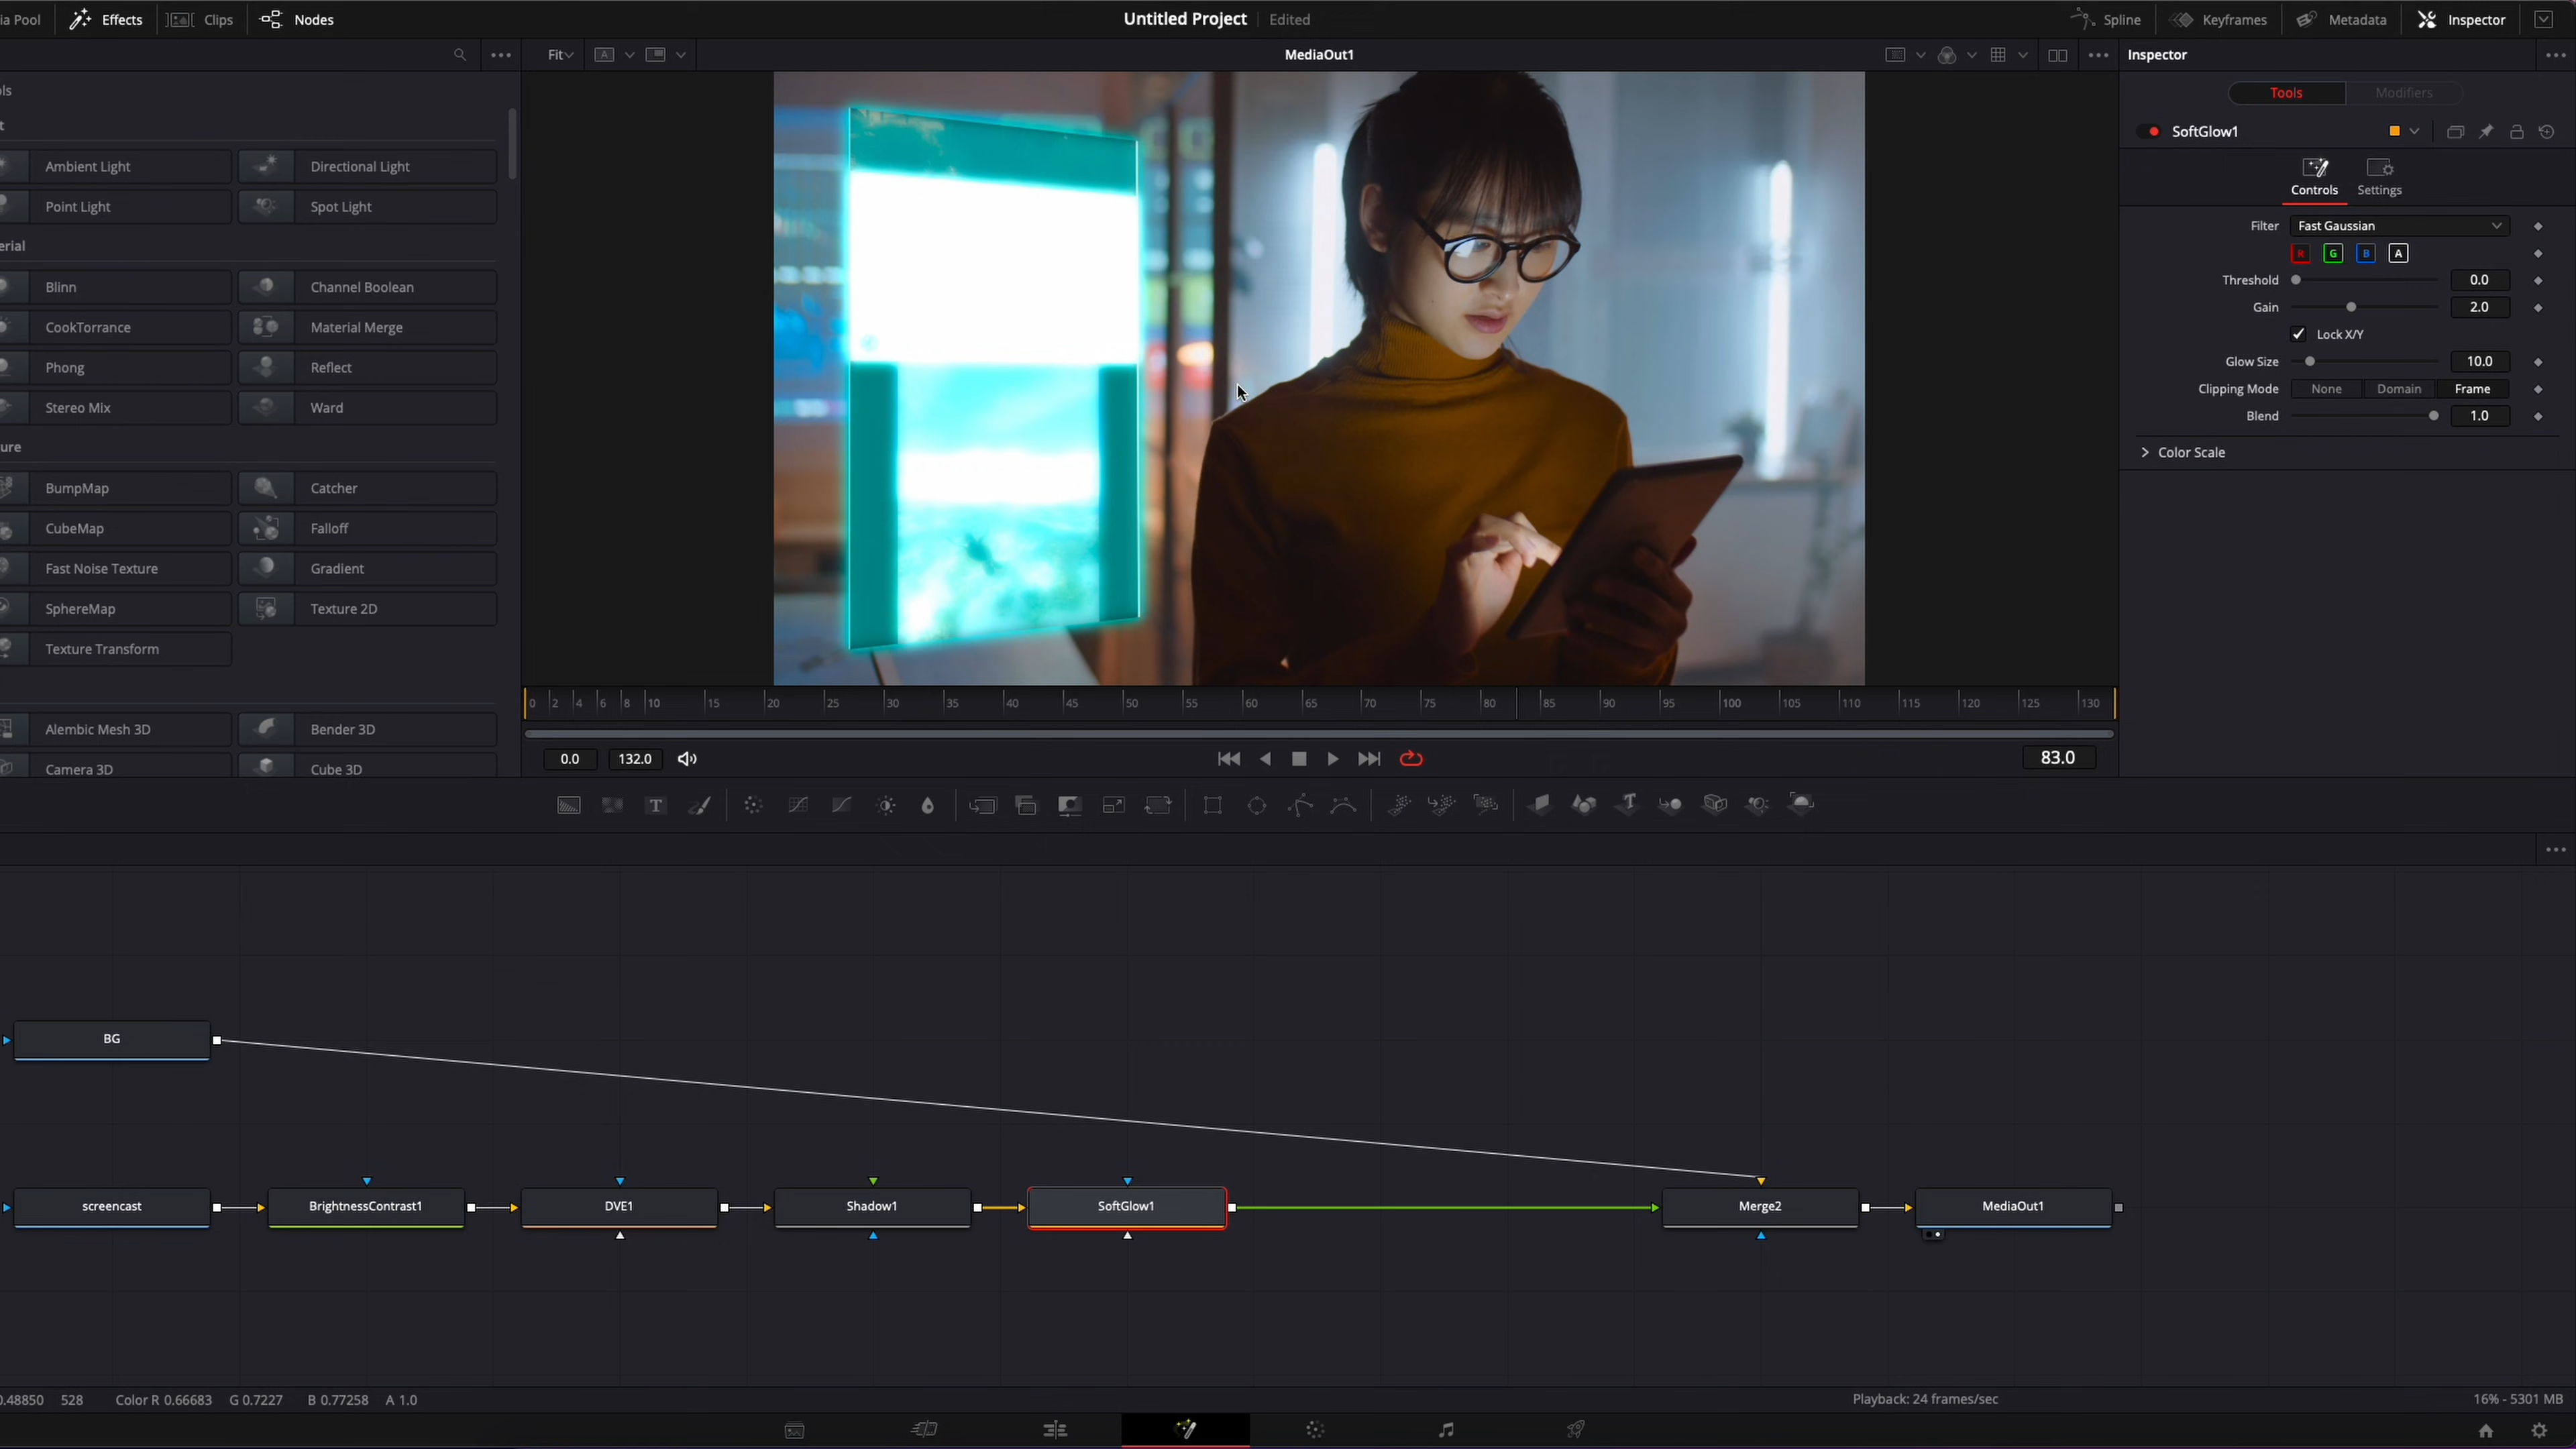 ia Pool Effects Clips Nodes Untitled Project Edited Spline Keyframes Metadata Inspector
Fit A MediaOut1 Inspector
ls
Tools Modifiers
t
SoftGlow1
Ambient Light Directional Light
Controls Settings
Point Light Spot Light
Filter Fast Gaussian
erial
R G B A
Blinn Channel Boolean
Threshold 0.0
Gain 2.0
CookTorrance Material Merge
Lock X/Y
Phong Reflect
Glow Size 10.0
Clipping Mode None Domain Frame
Stereo Mix Ward
Blend 1.0
ure
Color Scale
BumpMap Catcher
CubeMap Falloff
Fast Noise Texture Gradient
SphereMap Texture 2D
Texture Transform
0 2 4 6 8 10 15 20 25 30 35 40 45 50 55 60 65 70 75 80 85 90 95 100 105 110 115 120 125 130
Alembic Mesh 3D Bender 3D
0.0 132.0 83.0
Camera 3D Cube 3D
T T
BG
screencast BrightnessContrast1 DVE1 Shadow1 SoftGlow1 Merge2 MediaOut1
0.48850 528 Color R 0.66683 G 0.7227 B 0.77258 A 1.0 Playback: 24 frames/sec 16% - 5301 MB